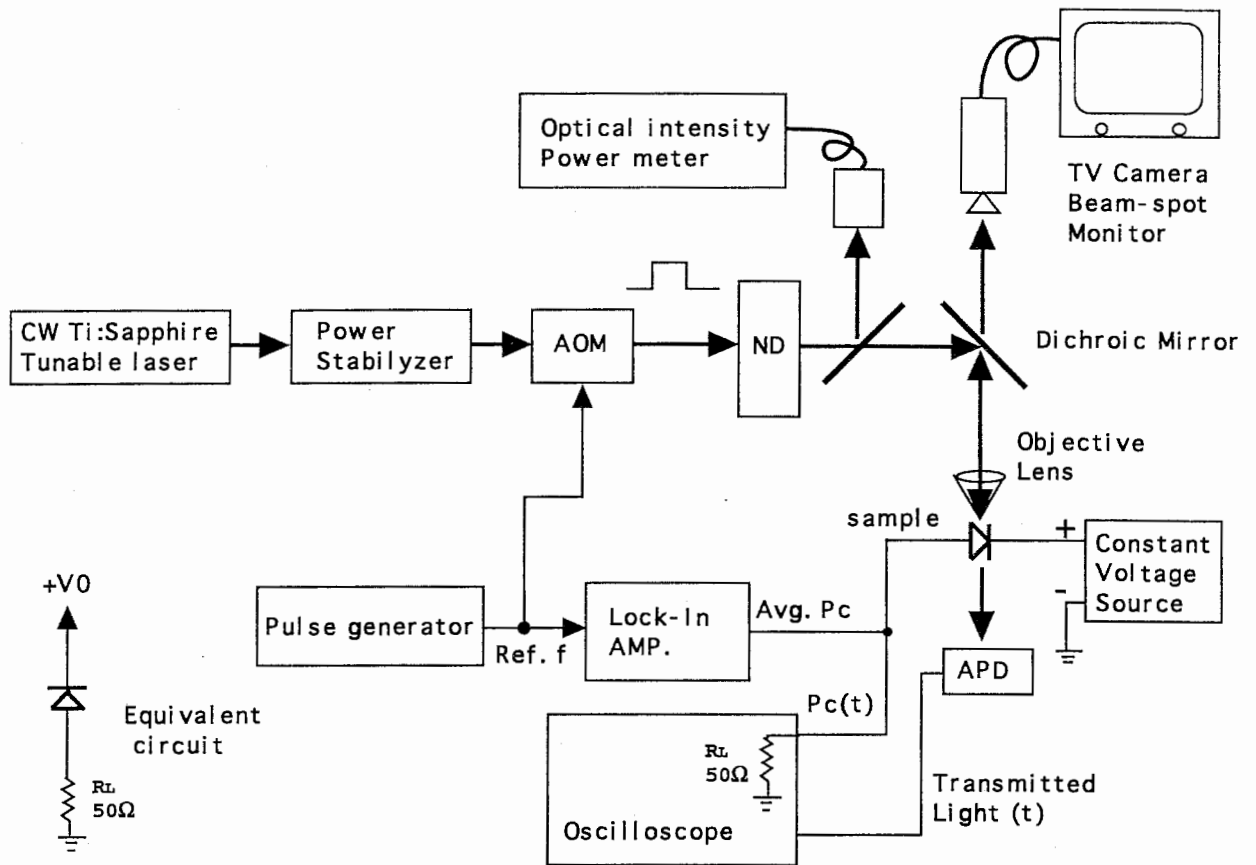 Optical intensity
Power meter
TV Camera
Beam-spot
Monitor
CW Ti:Sapphire
Tunable laser
Power
Stabilyzer
AOM
ND
Dichroic Mirror
Objective
Lens
sample
+
-
Constant
Voltage
Source
+V0
Pulse generator
Ref. f
Lock-In
AMP.
Avg. Pc
APD
Pc(t)
Equivalent
circuit
RL
50Ω
RL
50Ω
Oscilloscope
Transmitted
Light (t)